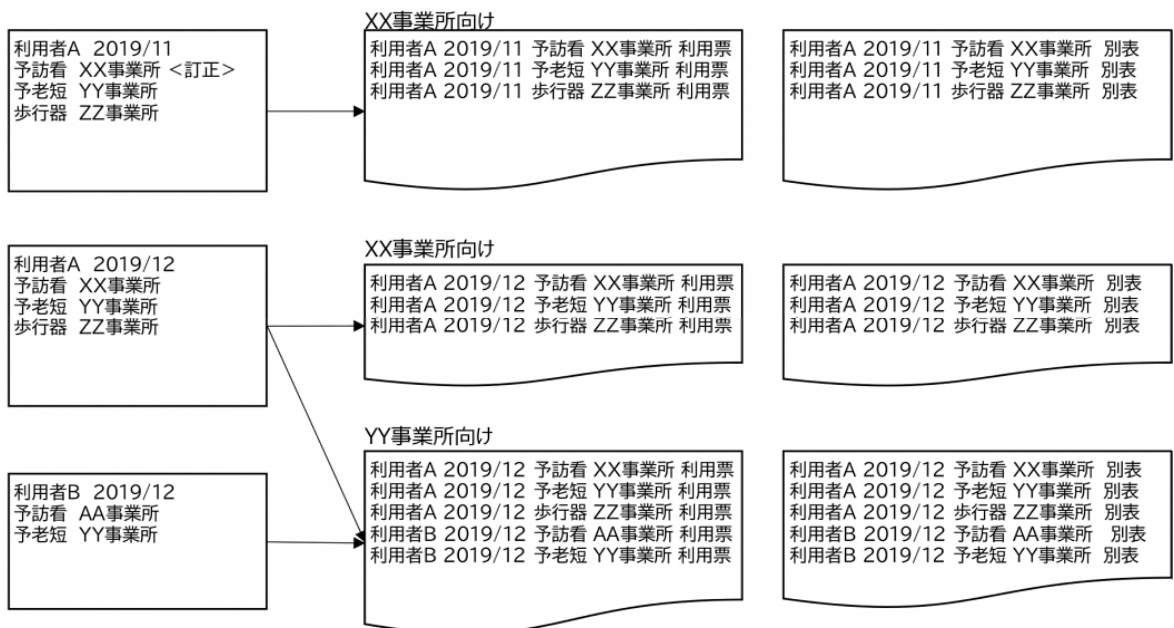 XX事業所向け
利用者A 2019/11
予訪看 XX事業所 <訂正>
予老短 YY事業所
歩行器 ZZ事業所
利用者A 2019/11 予訪看 XX事業所 利用票
利用者A 2019/11 予老短 YY事業所 利用票
利用者A 2019/11 歩行器 ZZ事業所 利用票
利用者A 2019/11 予訪看 XX事業所 別表
利用者A 2019/11 予老短 YY事業所 別表
利用者A 2019/11 歩行器 ZZ事業所 別表
XX事業所向け
利用者A 2019/12
予訪看 XX事業所
予老短 YY事業所
歩行器 ZZ事業所
利用者A 2019/12 予訪看 XX事業所 利用票
利用者A 2019/12 予老短 YY事業所 利用票
利用者A 2019/12 歩行器 ZZ事業所 利用票
利用者A 2019/12 予訪看 XX事業所 別表
利用者A 2019/12 予老短 YY事業所 別表
利用者A 2019/12 歩行器 ZZ事業所 別表
YY事業所向け
利用者B 2019/12
予訪看 AA事業所
予老短 YY事業所
利用者A 2019/12 予訪看 XX事業所 利用票
利用者A 2019/12 予老短 YY事業所 利用票
利用者A 2019/12 歩行器 ZZ事業所 利用票
利用者B 2019/12 予訪看 AA事業所 利用票
利用者B 2019/12 予老短 YY事業所 利用票
利用者A 2019/12 予訪看 XX事業所 別表
利用者A 2019/12 予老短 YY事業所 別表
利用者A 2019/12 歩行器 ZZ事業所 別表
利用者B 2019/12 予訪看 AA事業所 別表
利用者B 2019/12 予老短 YY事業所 別表